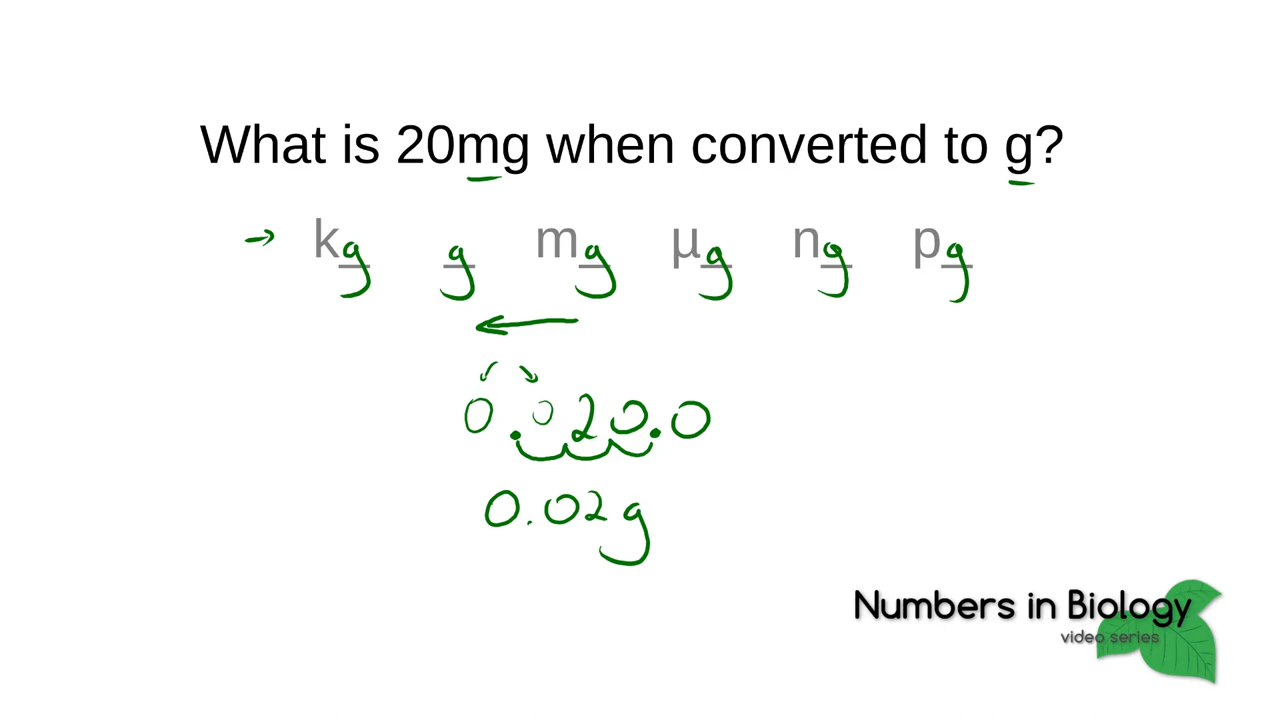 What is 20mg when converted to g?
kg g mg µg ng pg
0.020.0
0.02g
Numbers in Biology
video series